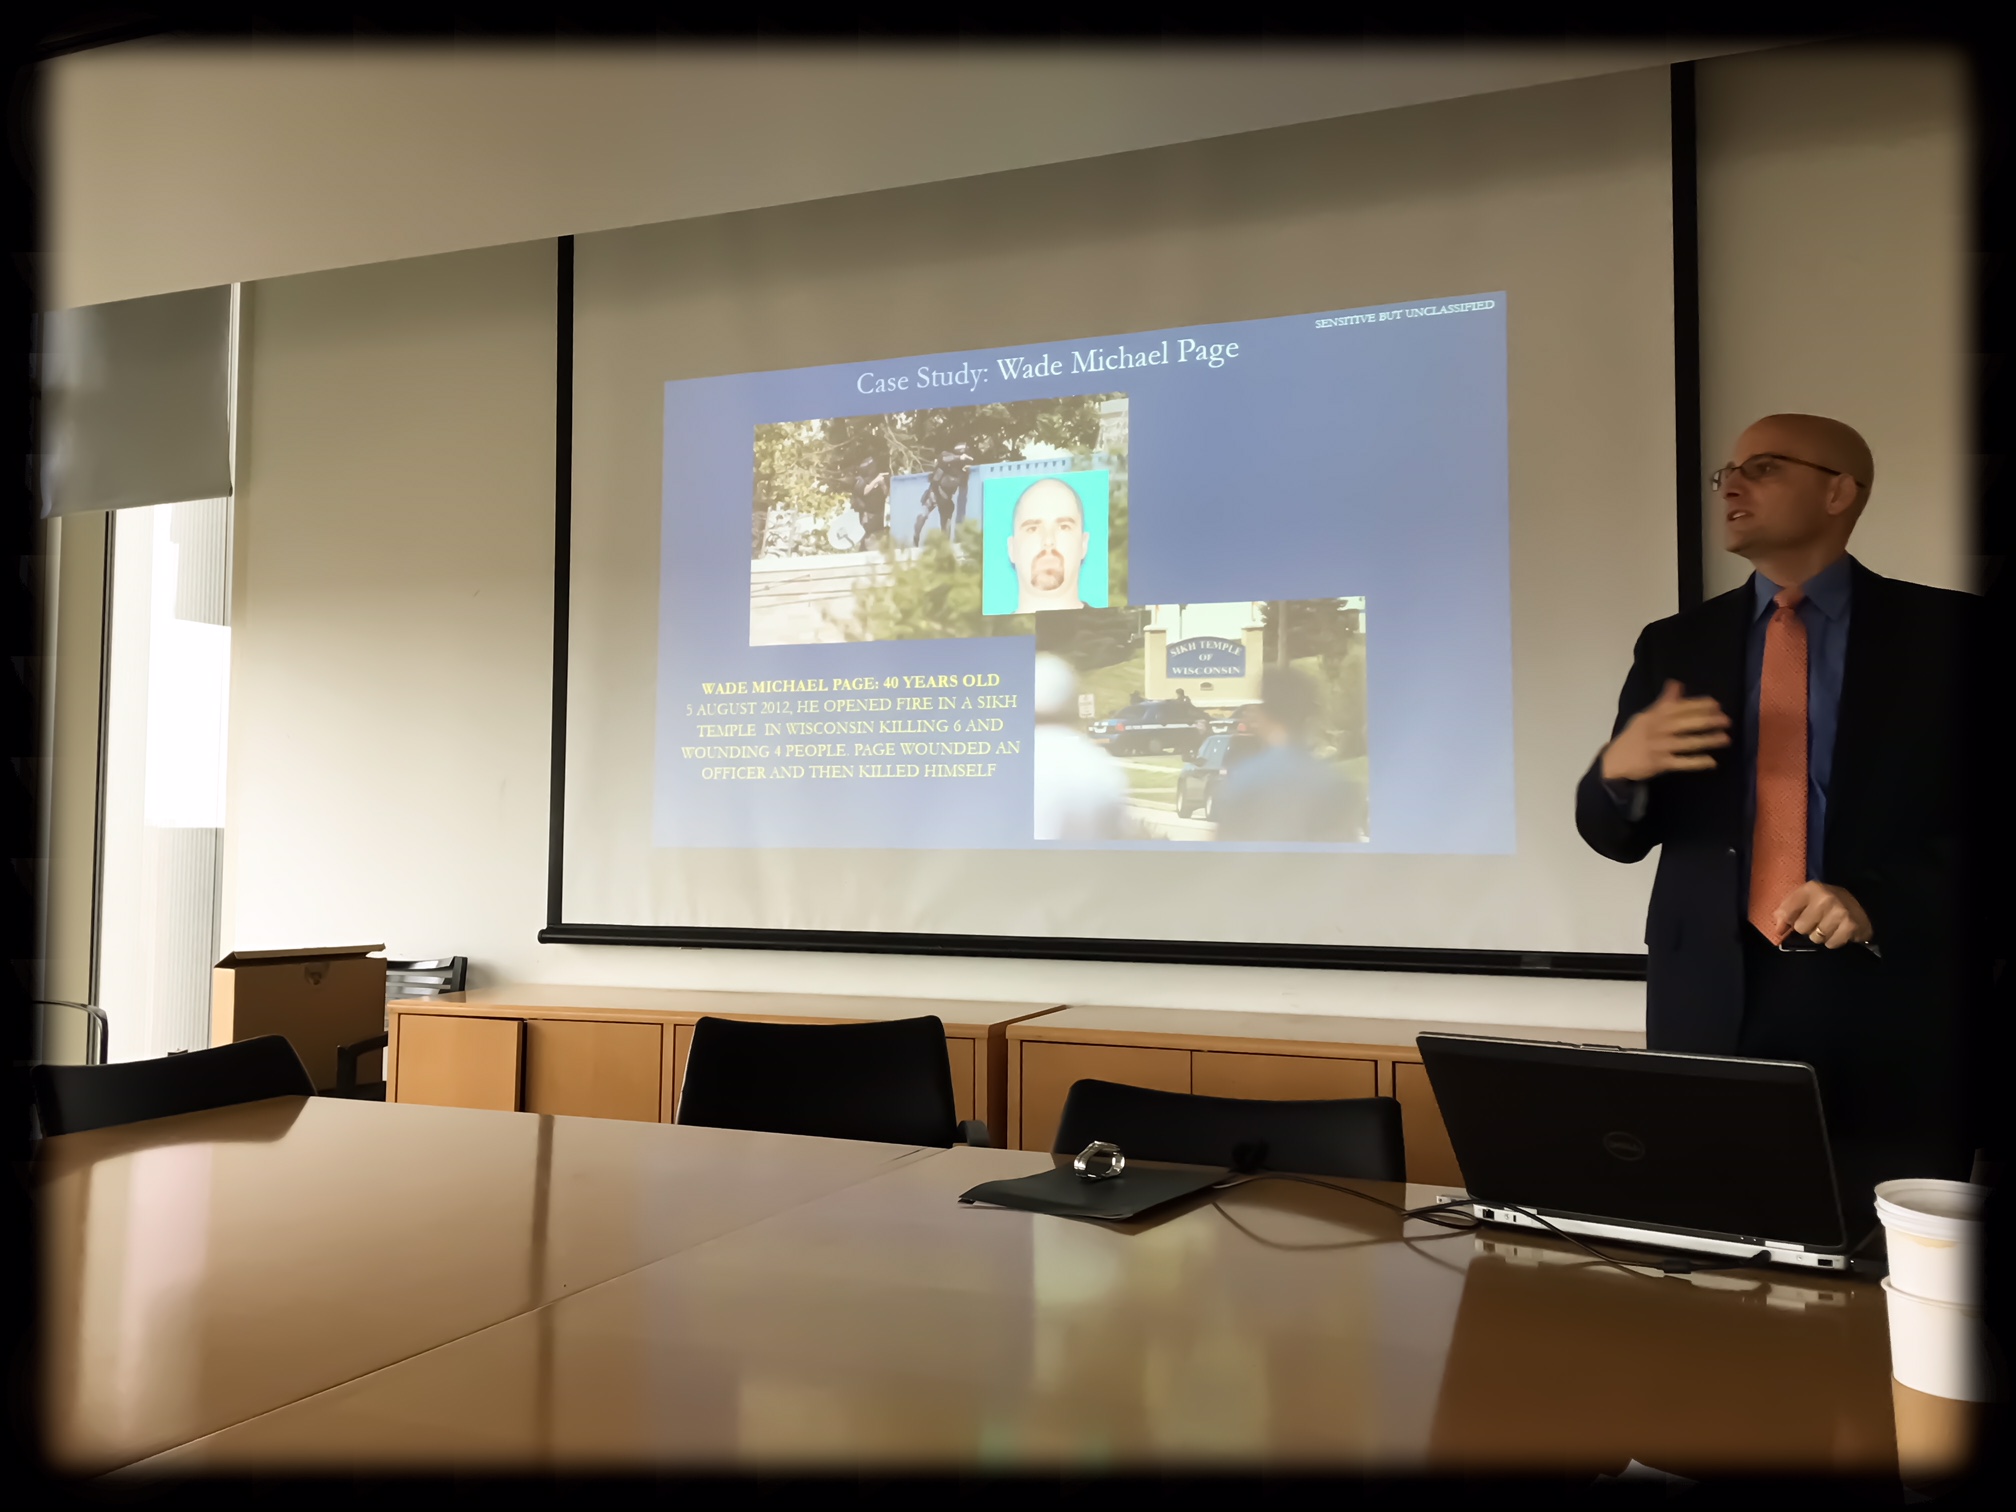 SENSITIVE BUT UNCLASSIFIED
Case Study: Wade Michael Page
SIKH TEMPLE
OF
WISCONSIN
WADE MICHAEL PAGE: 40 YEARS OLD
5 AUGUST 2012, HE OPENED FIRE IN A SIKH
TEMPLE IN WISCONSIN KILLING 6 AND
WOUNDING 4 PEOPLE. PAGE WOUNDED AN
OFFICER AND THEN KILLED HIMSELF
DELL